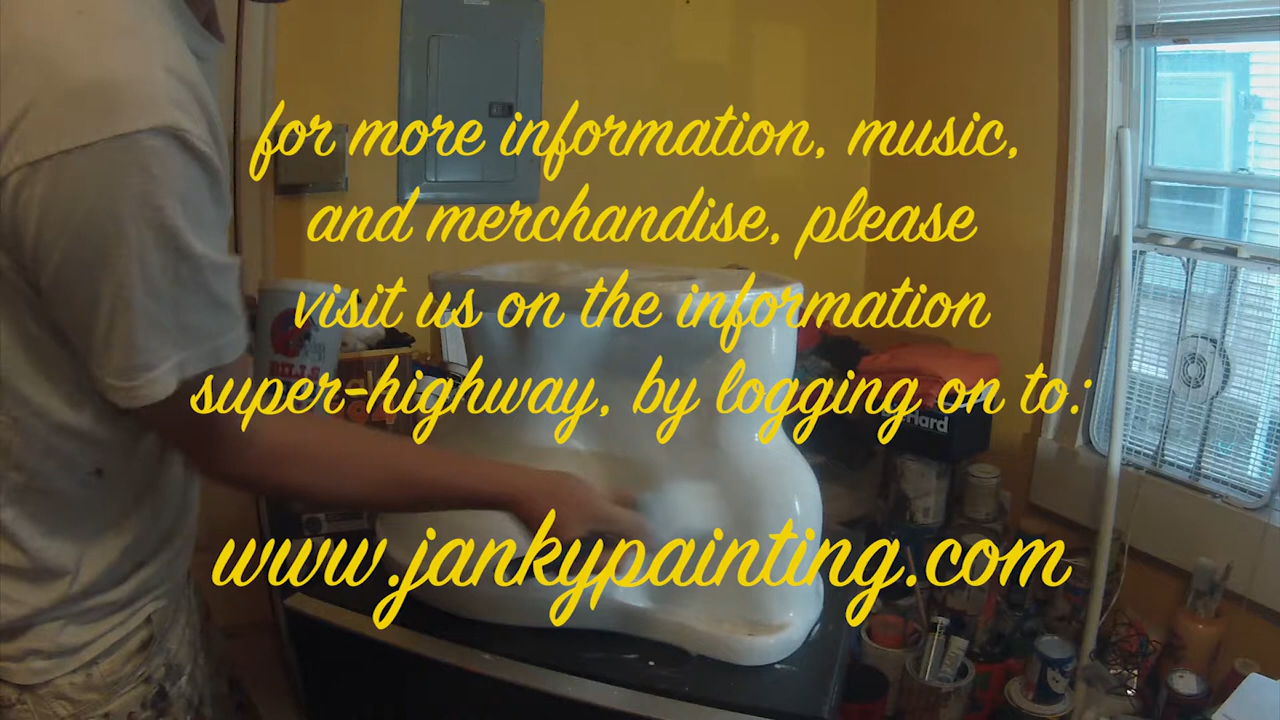 for more information, music,
and merchandise, please
visit us on the information
super-highway, by logging on to:
www.jankypainting.com
Hard